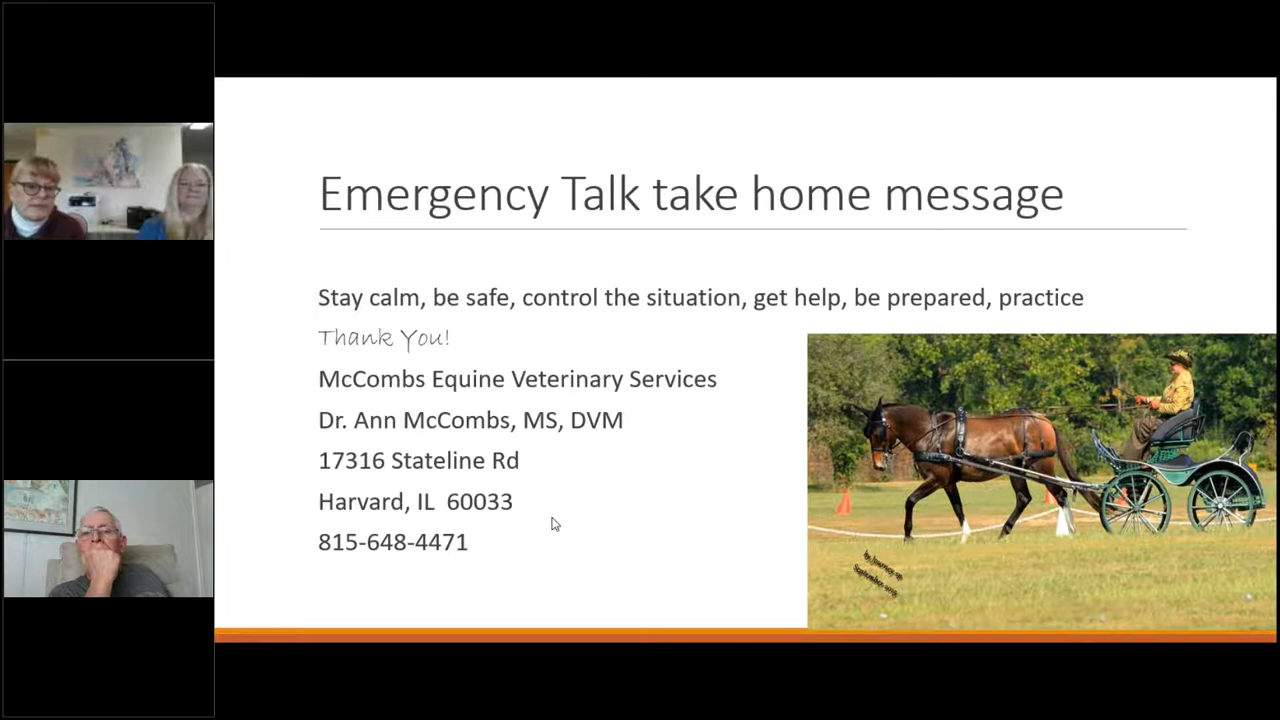 Emergency Talk take home message
Stay calm, be safe, control the situation, get help, be prepared, practice
Thank You!
McCombs Equine Veterinary Services
Dr. Ann McCombs, MS, DVM
17316 Stateline Rd
Harvard, IL 60033
815-648-4471
September